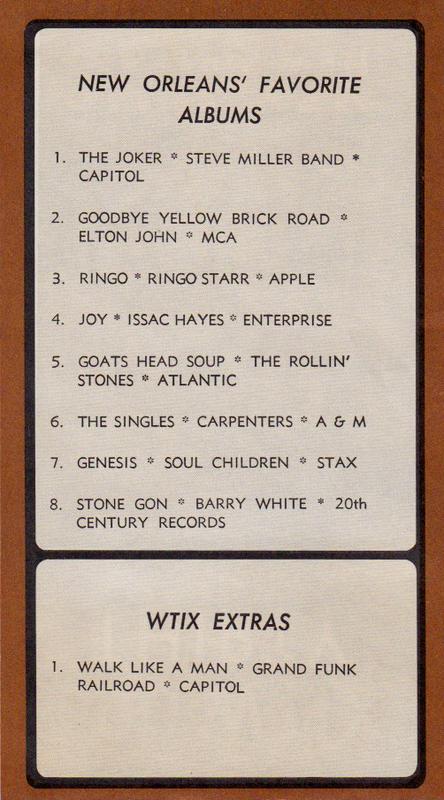 NEW ORLEANS' FAVORITE
ALBUMS
1. THE JOKER * STEVE MILLER BAND *
CAPITOL
2. GOODBYE YELLOW BRICK ROAD *
ELTON JOHN * MCA
3. RINGO * RINGO STARR * APPLE
4. JOY * ISSAC HAYES * ENTERPRISE
5. GOATS HEAD SOUP * THE ROLLIN'
STONES * ATLANTIC
6. THE SINGLES * CARPENTERS * A & M
7. GENESIS * SOUL CHILDREN * STAX
8. STONE GON * BARRY WHITE * 20th
CENTURY RECORDS
WTIX EXTRAS
1. WALK LIKE A MAN * GRAND FUNK
RAILROAD * CAPITOL